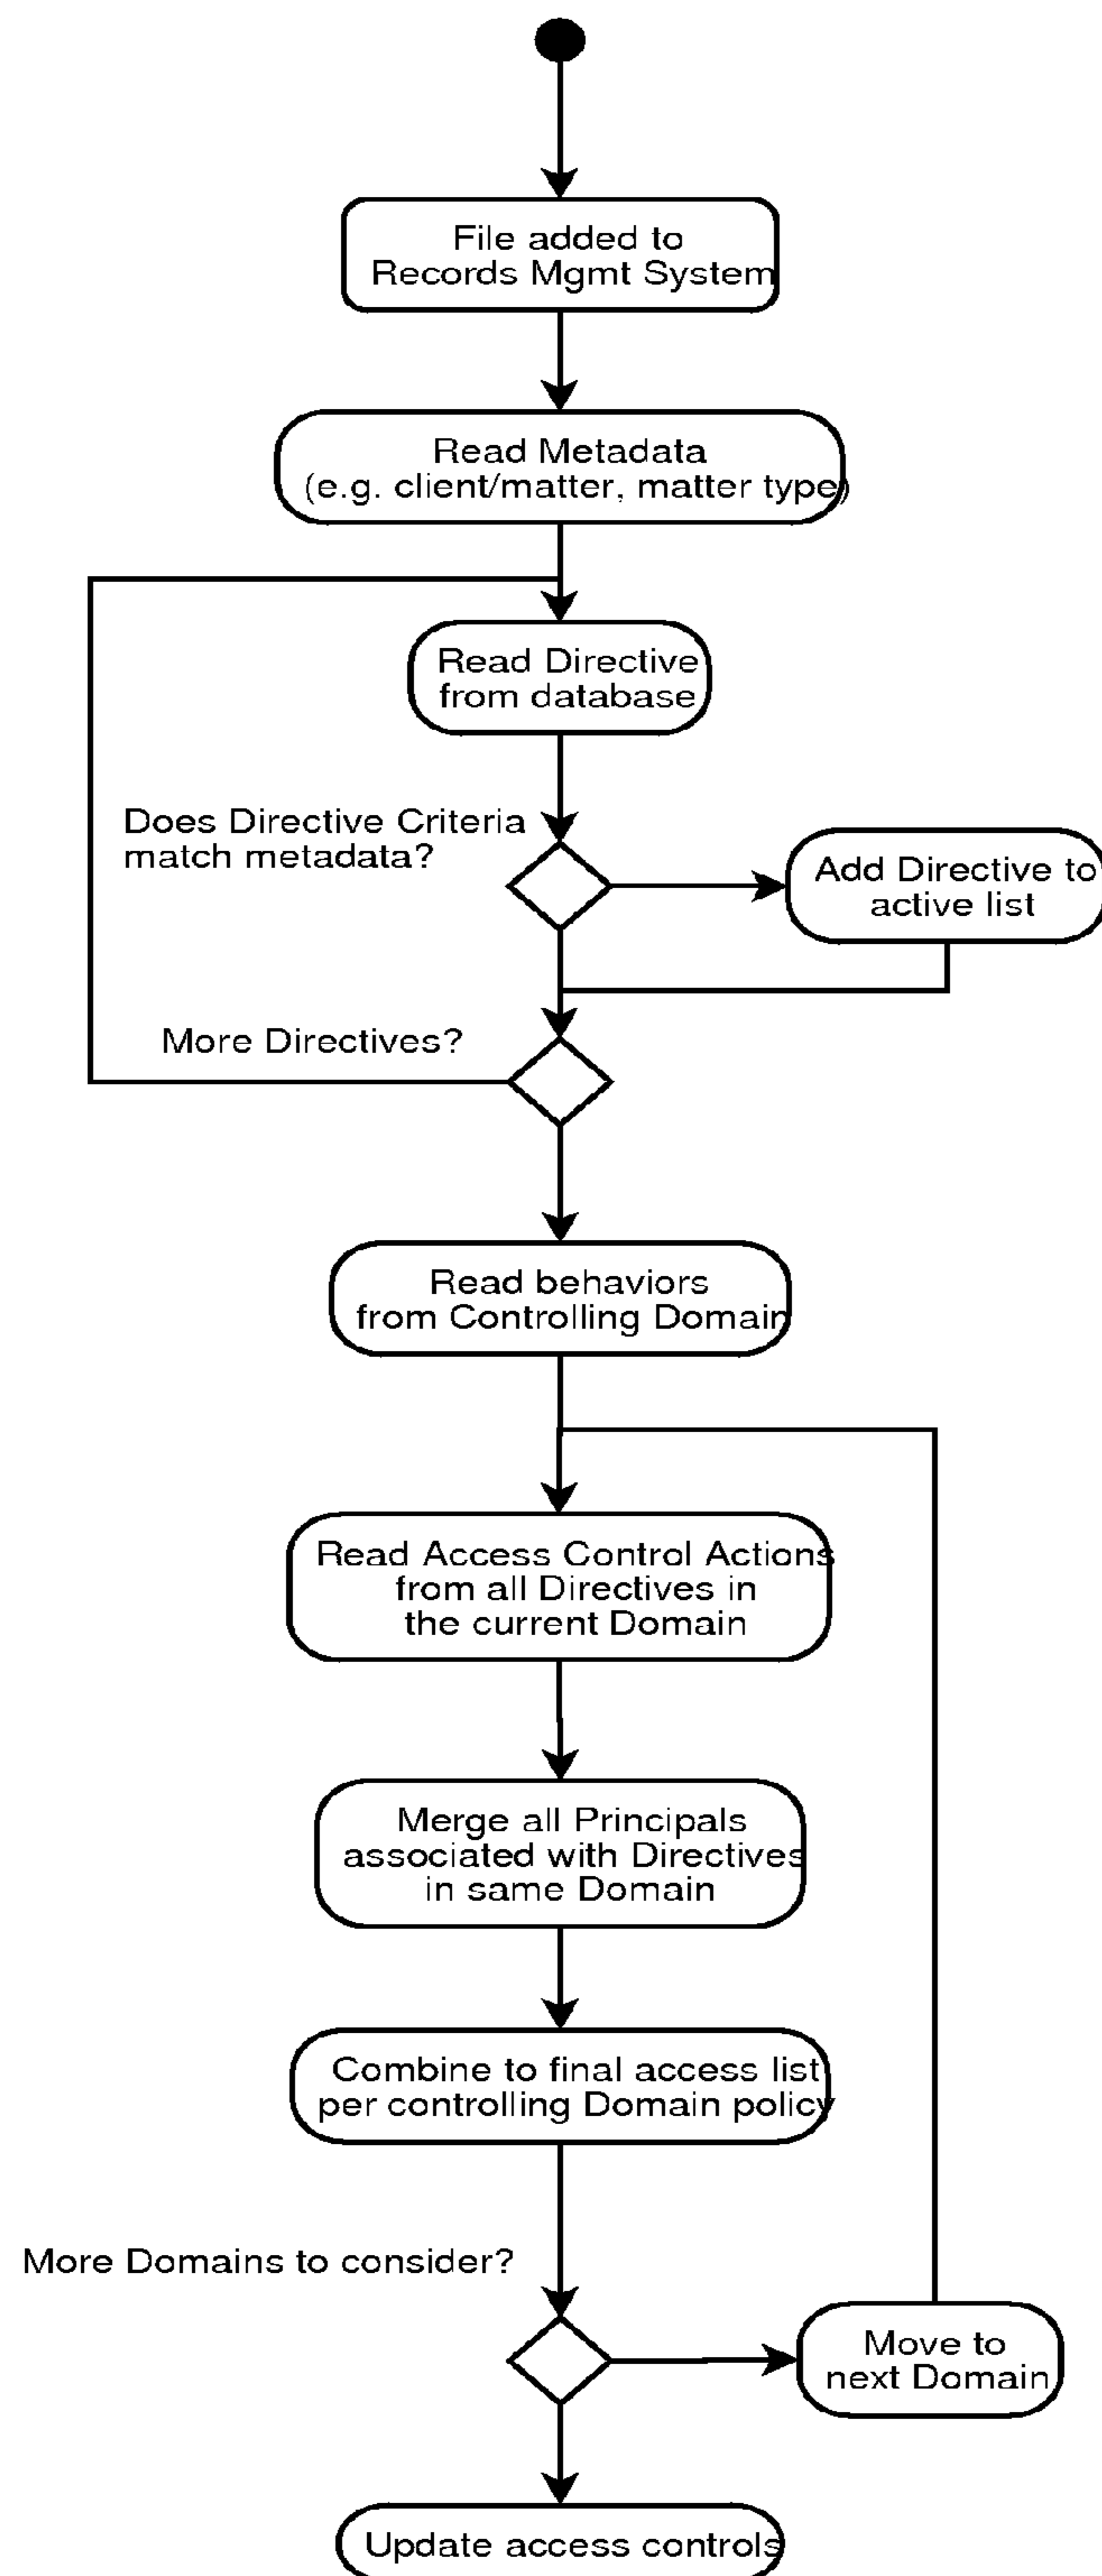 File added to
Records Mgmt System
Read Metadata
(e.g. client/matter, matter type)
Read Directive
from database
Does Directive Criteria
match metadata?
Add Directive to
active list
More Directives?
Read behaviors
from Controlling Domain
Read Access Control Actions
from all Directives in
the current Domain
Merge all Principals
associated with Directives
in same Domain
Combine to final access list
per controlling Domain policy
More Domains to consider?
Move to
next Domain
Update access controls